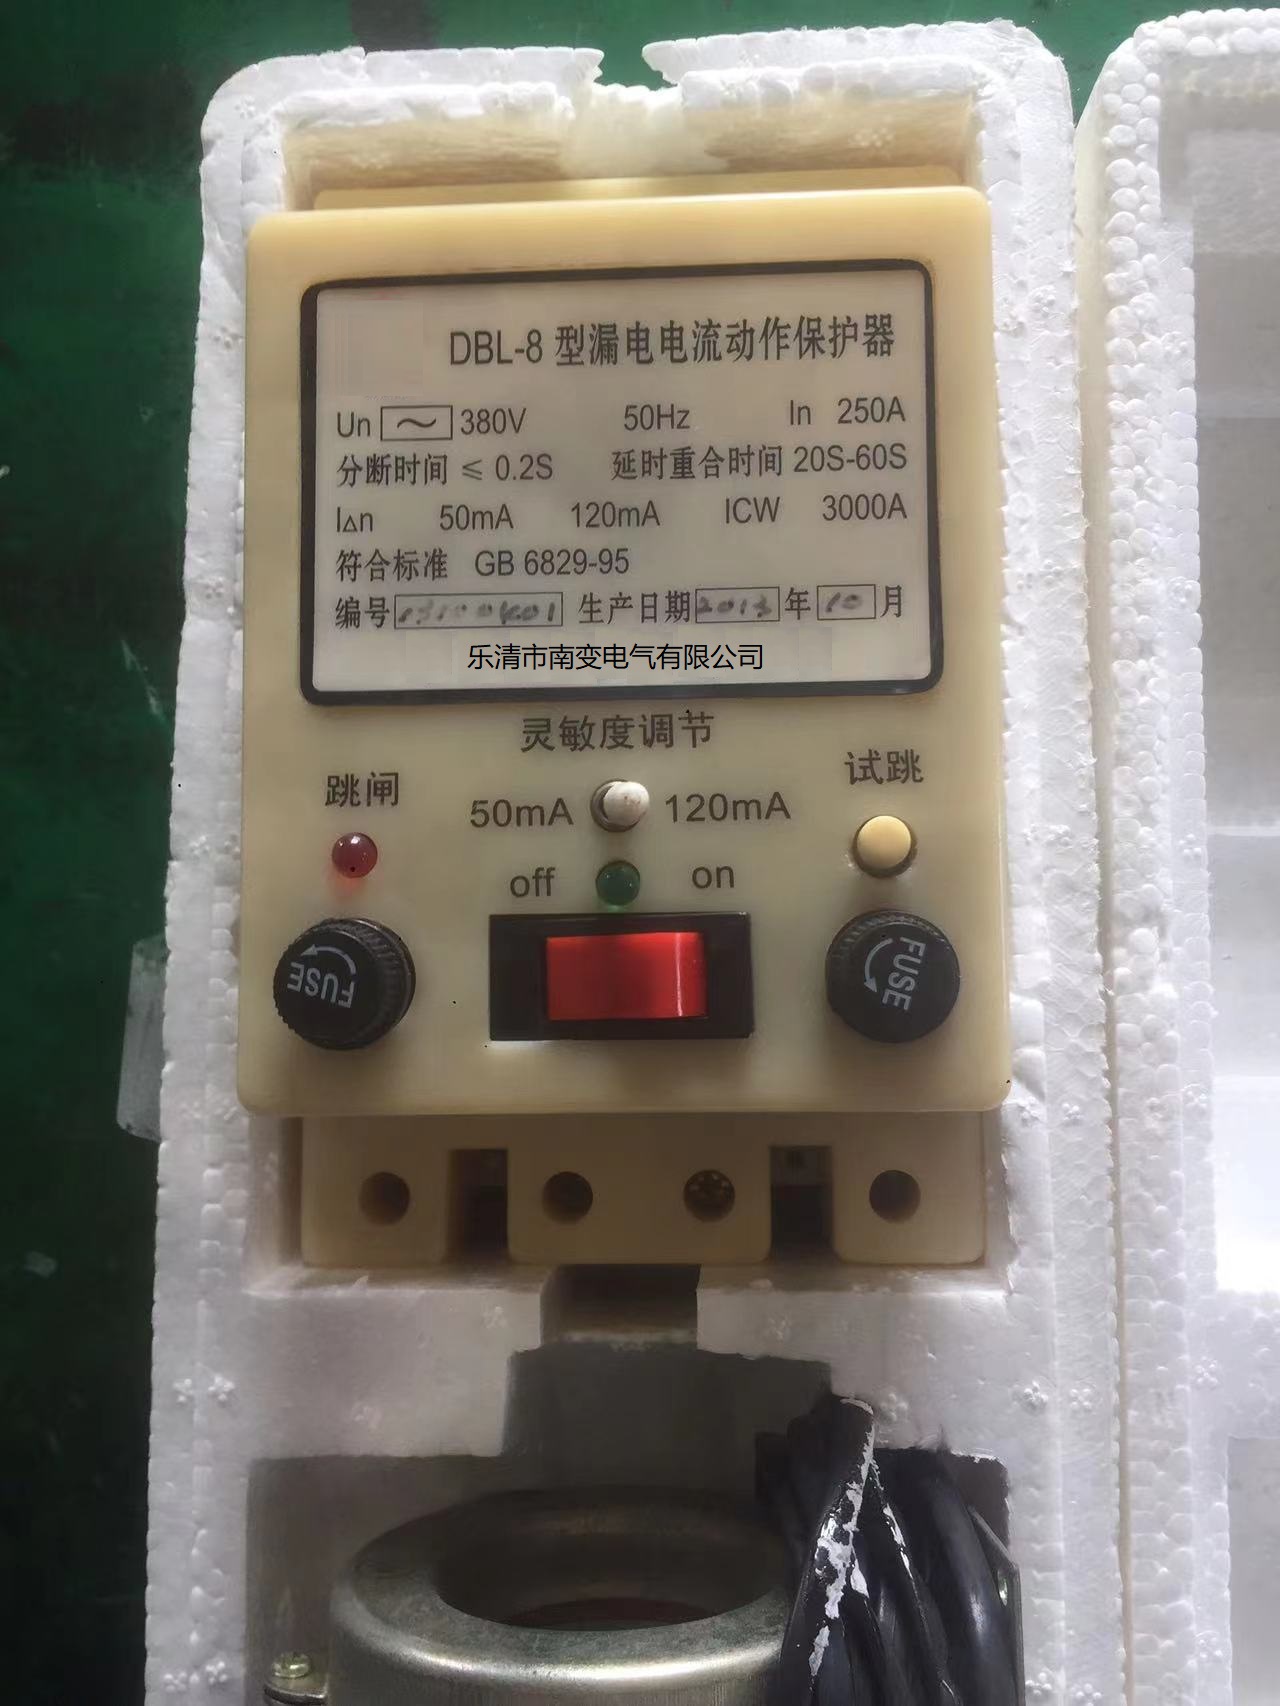 DBL-8 型漏电电流动作保护器
Un ～ 380V 50Hz In 250A
分断时间 ≤ 0.2S 延时重合时间 20S-60S
I△n 50mA 120mA ICW 3000A
符合标准 GB 6829-95
编号 生产日期 2013 年 10 月
乐清市南变电气有限公司
灵敏度调节
跳闸 50mA 120mA 试跳
off on
FUSE FUSE